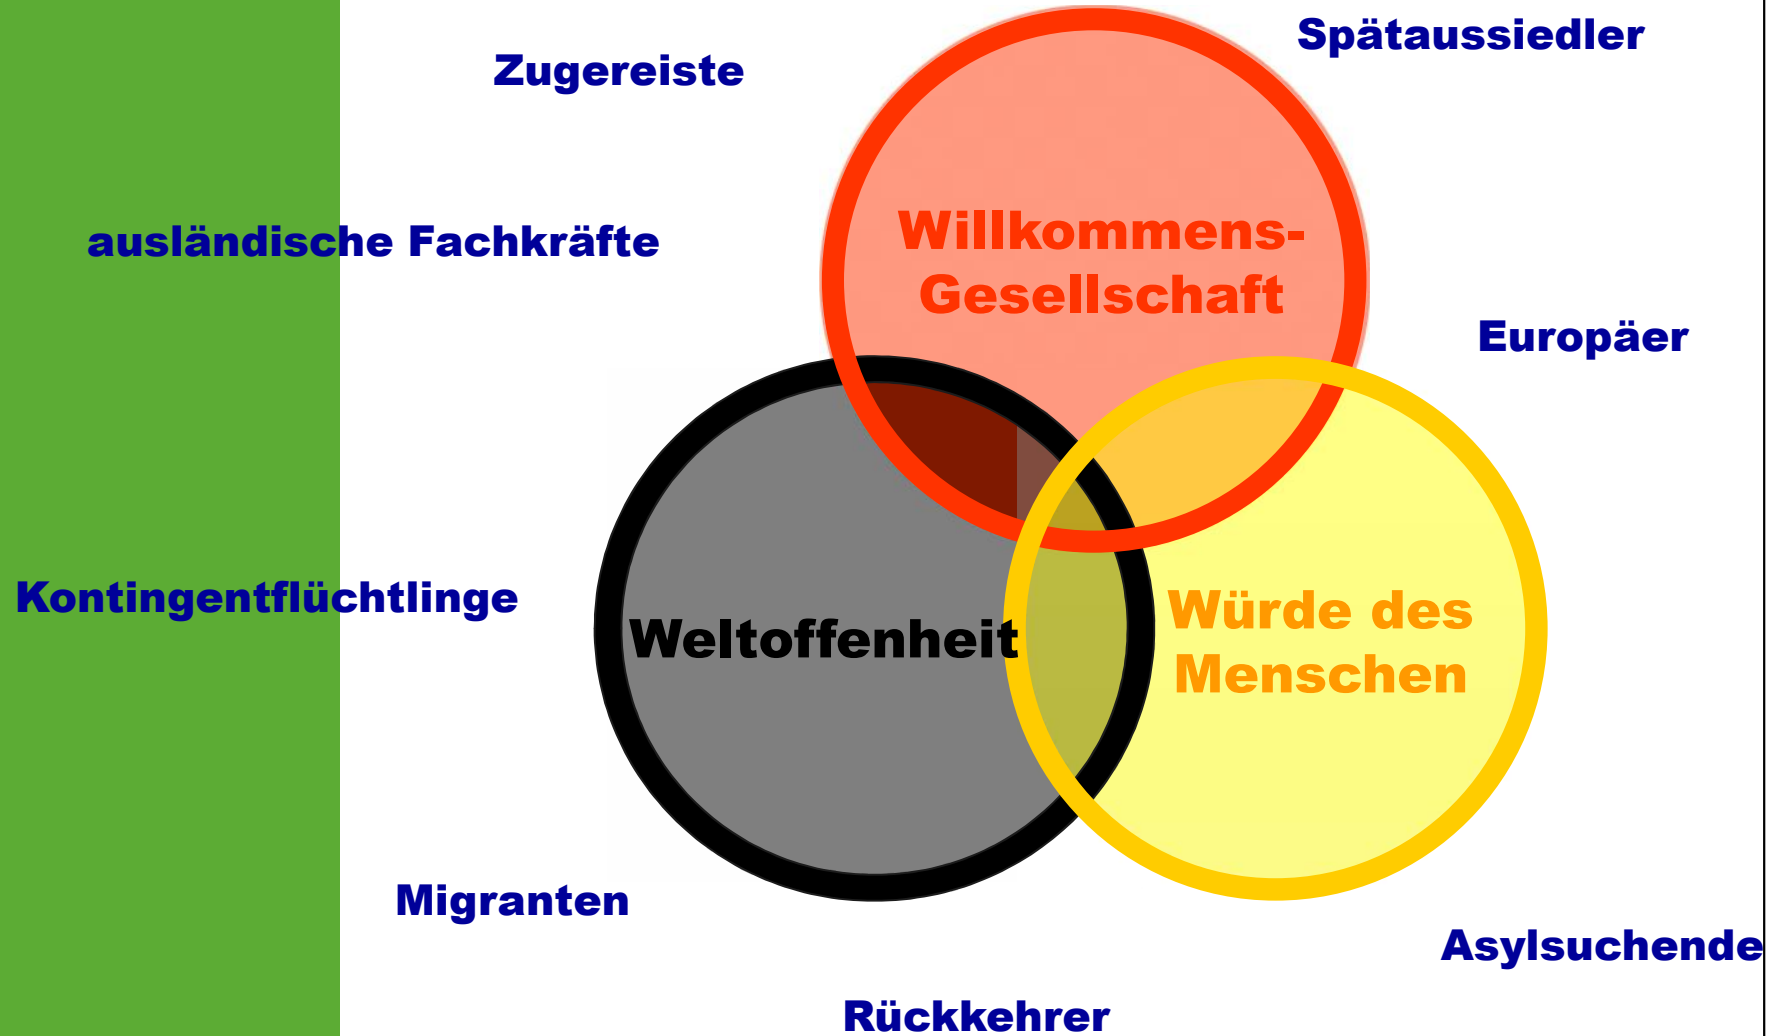 Spätaussiedler
Zugereiste
ausländische Fachkräfte
Willkommens-
Gesellschaft
Europäer
Kontingentflüchtlinge
Weltoffenheit
Würde des
Menschen
Migranten
Asylsuchende
Rückkehrer